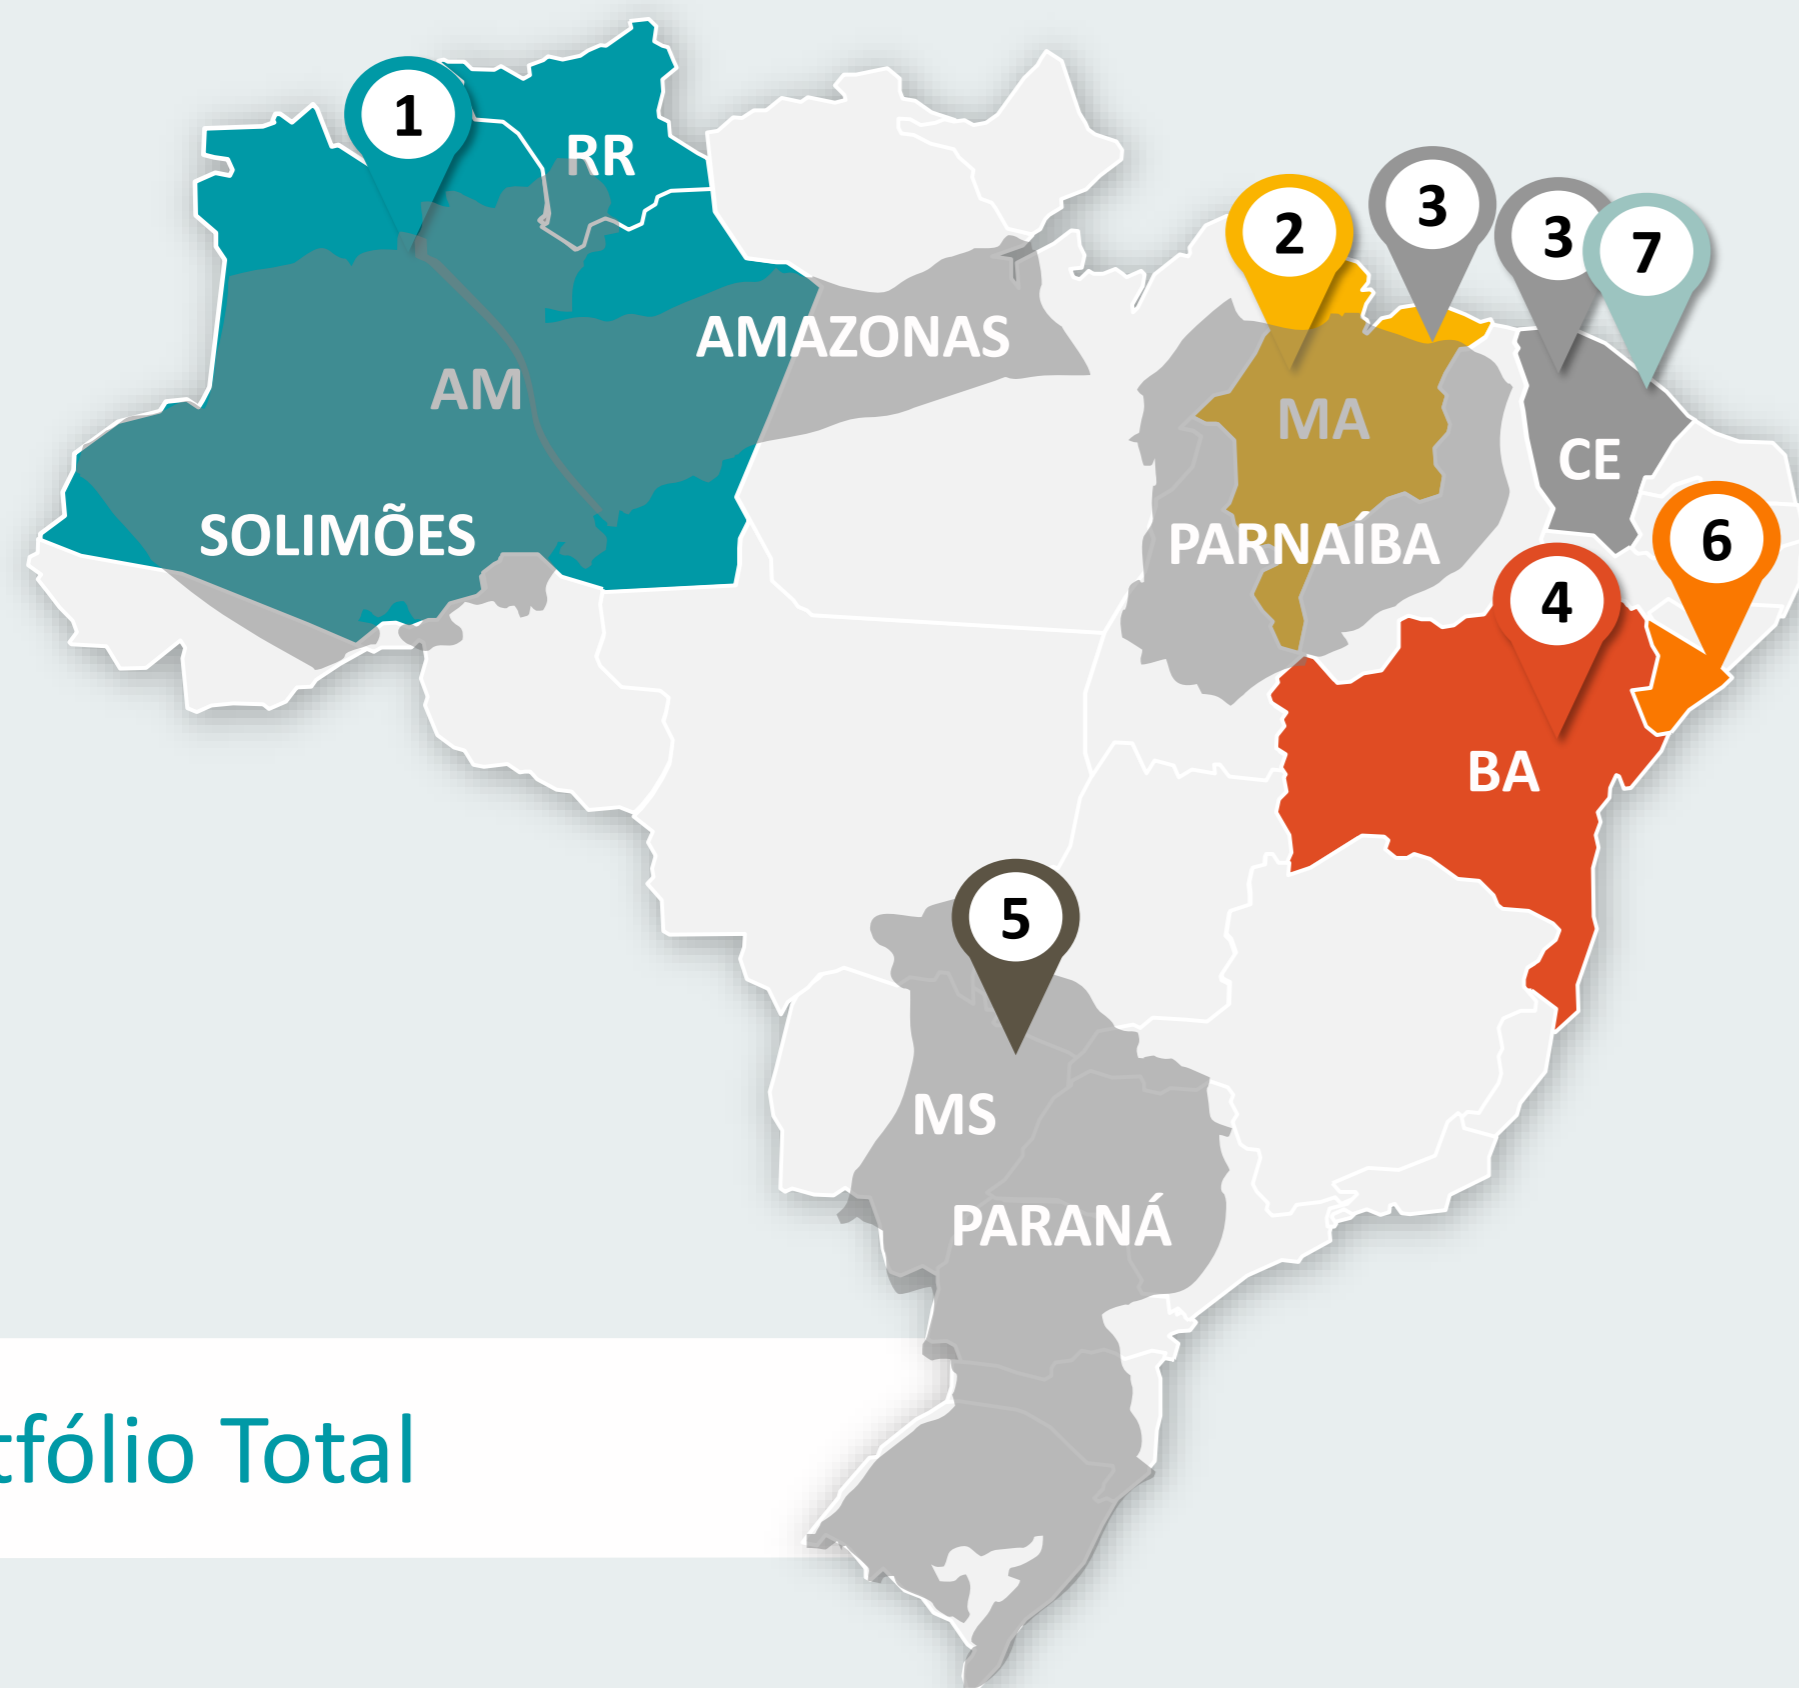 1
RR
2
3
3
7
AMAZONAS
AM
MA
CE
SOLIMÕES
PARNAÍBA
6
4
BA
5
MS
PARANÁ
tfólio Total